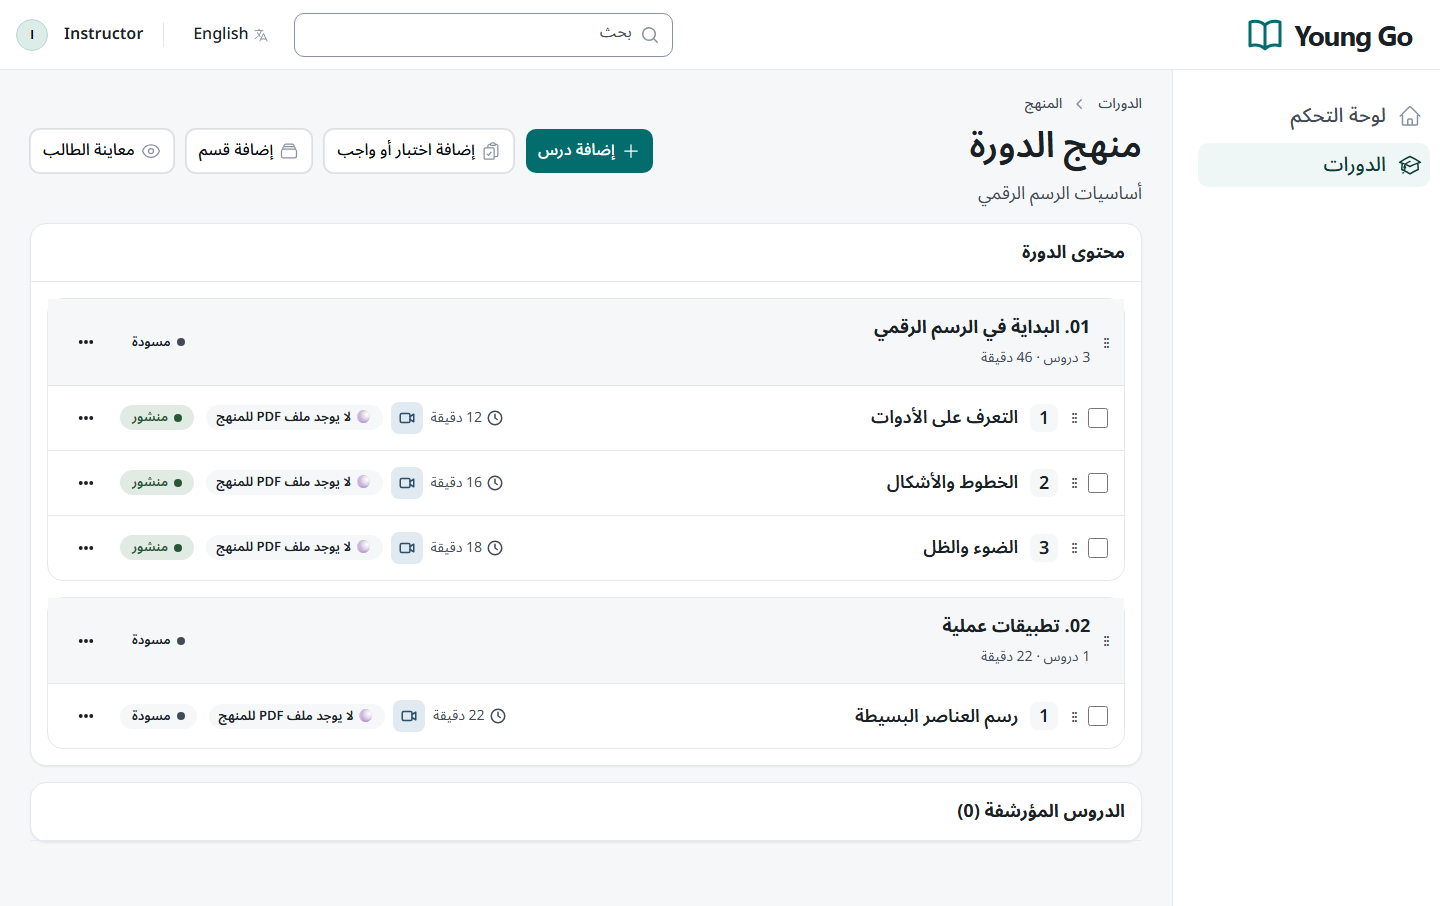 Young Go
بحث
English
Instructor
I
لوحة التحكم
الدورات
الدورات
المنهج
منهج الدورة
أساسيات الرسم الرقمي
إضافة درس
إضافة اختبار أو واجب
إضافة قسم
معاينة الطالب
محتوى الدورة
01. البداية في الرسم الرقمي
3 دروس · 46 دقيقة
مسودة
1 التعرف على الأدوات 12 دقيقة لا يوجد ملف PDF للمنهج منشور
2 الخطوط والأشكال 16 دقيقة لا يوجد ملف PDF للمنهج منشور
3 الضوء والظل 18 دقيقة لا يوجد ملف PDF للمنهج منشور
02. تطبيقات عملية
1 دروس · 22 دقيقة
مسودة
1 رسم العناصر البسيطة 22 دقيقة لا يوجد ملف PDF للمنهج مسودة
الدروس المؤرشفة (0)